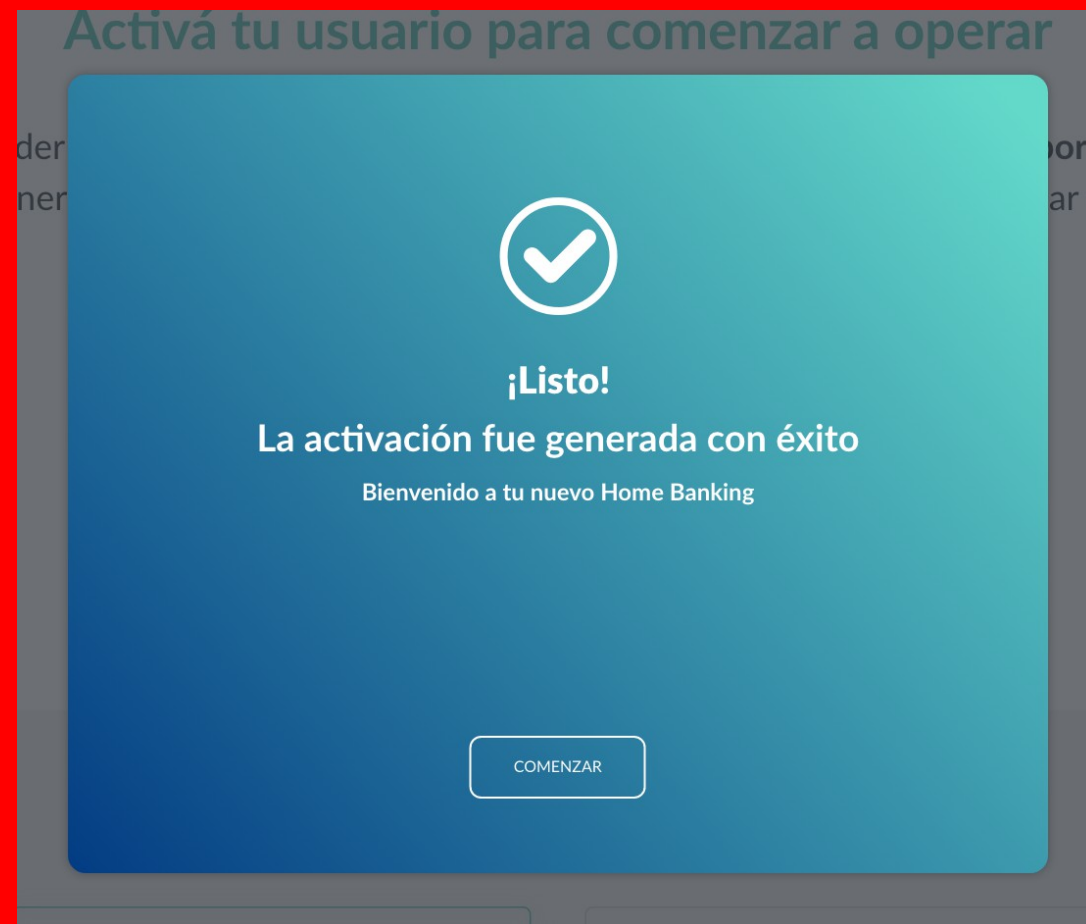 Activá tu usuario para comenzar a operar
¡Listo!
La activación fue generada con éxito
Bienvenido a tu nuevo Home Banking
COMENZAR